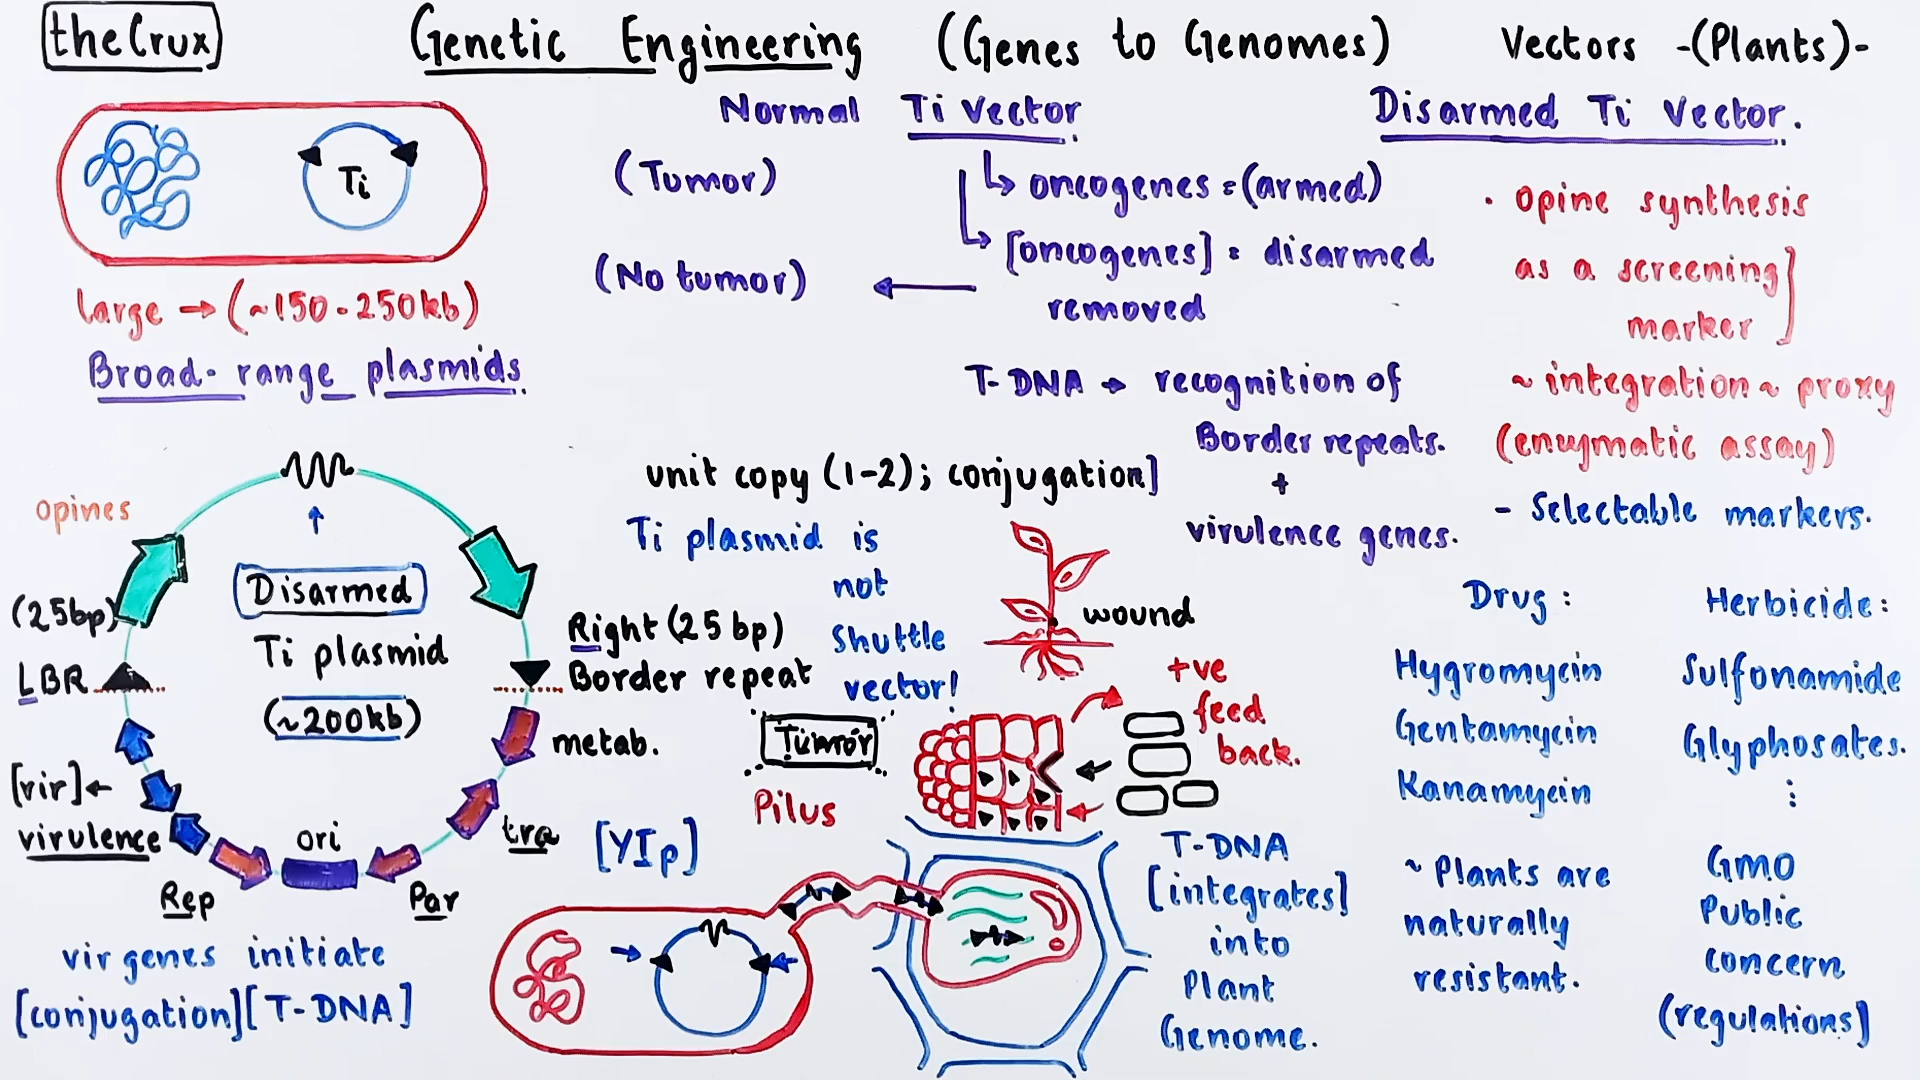 theCrux
Genetic Engineering (Genes to Genomes) Vectors -(Plants)-
Ti
Large → (~150-250kb)
Broad-range plasmids.
Normal Ti Vector
(Tumor)
↳ oncogenes = (armed)
↳ [oncogenes] = disarmed
removed
(No tumor) ←
T-DNA → recognition of
Border repeats.
+
virulence genes.
Disarmed Ti Vector.
· Opine synthesis
as a screening
marker]
~ integration ~ proxy
(enzymatic assay)
- Selectable markers.
Drug:
Hygromycin
Gentamycin
Kanamycin
~ Plants are
naturally
resistant.
Herbicide:
Sulfonamide
Glyphosates.
⋮
GMO
Public
concern
(regulations)
opines
(25bp)
LBR
[vir] ←
virulence
Disarmed
Ti plasmid
(~200kb)
Right (25 bp)
Border repeat
metab.
tra
Par
ori
Rep
vir genes initiate
[conjugation][T-DNA]
unit copy (1-2); conjugation]
Ti plasmid is
not
shuttle
vector!
wound
+ve
feed
back.
Tumor
Pilus
[YIp]
T-DNA
[integrates]
into
Plant
Genome.